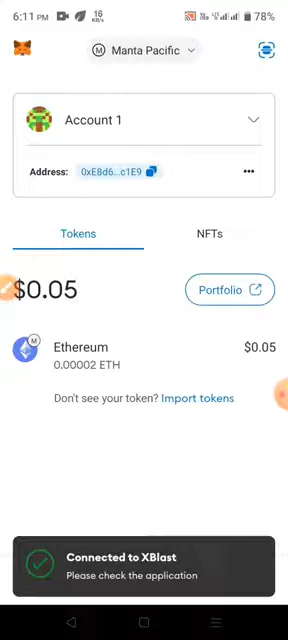 6:11 PM 16 KB/s 78%
M Manta Pacific
Account 1
Address: 0xE8d6...c1E9
Tokens NFTs
$0.05 Portfolio
M
Ethereum $0.05
0.00002 ETH
Don't see your token? Import tokens
Connected to XBlast
Please check the application